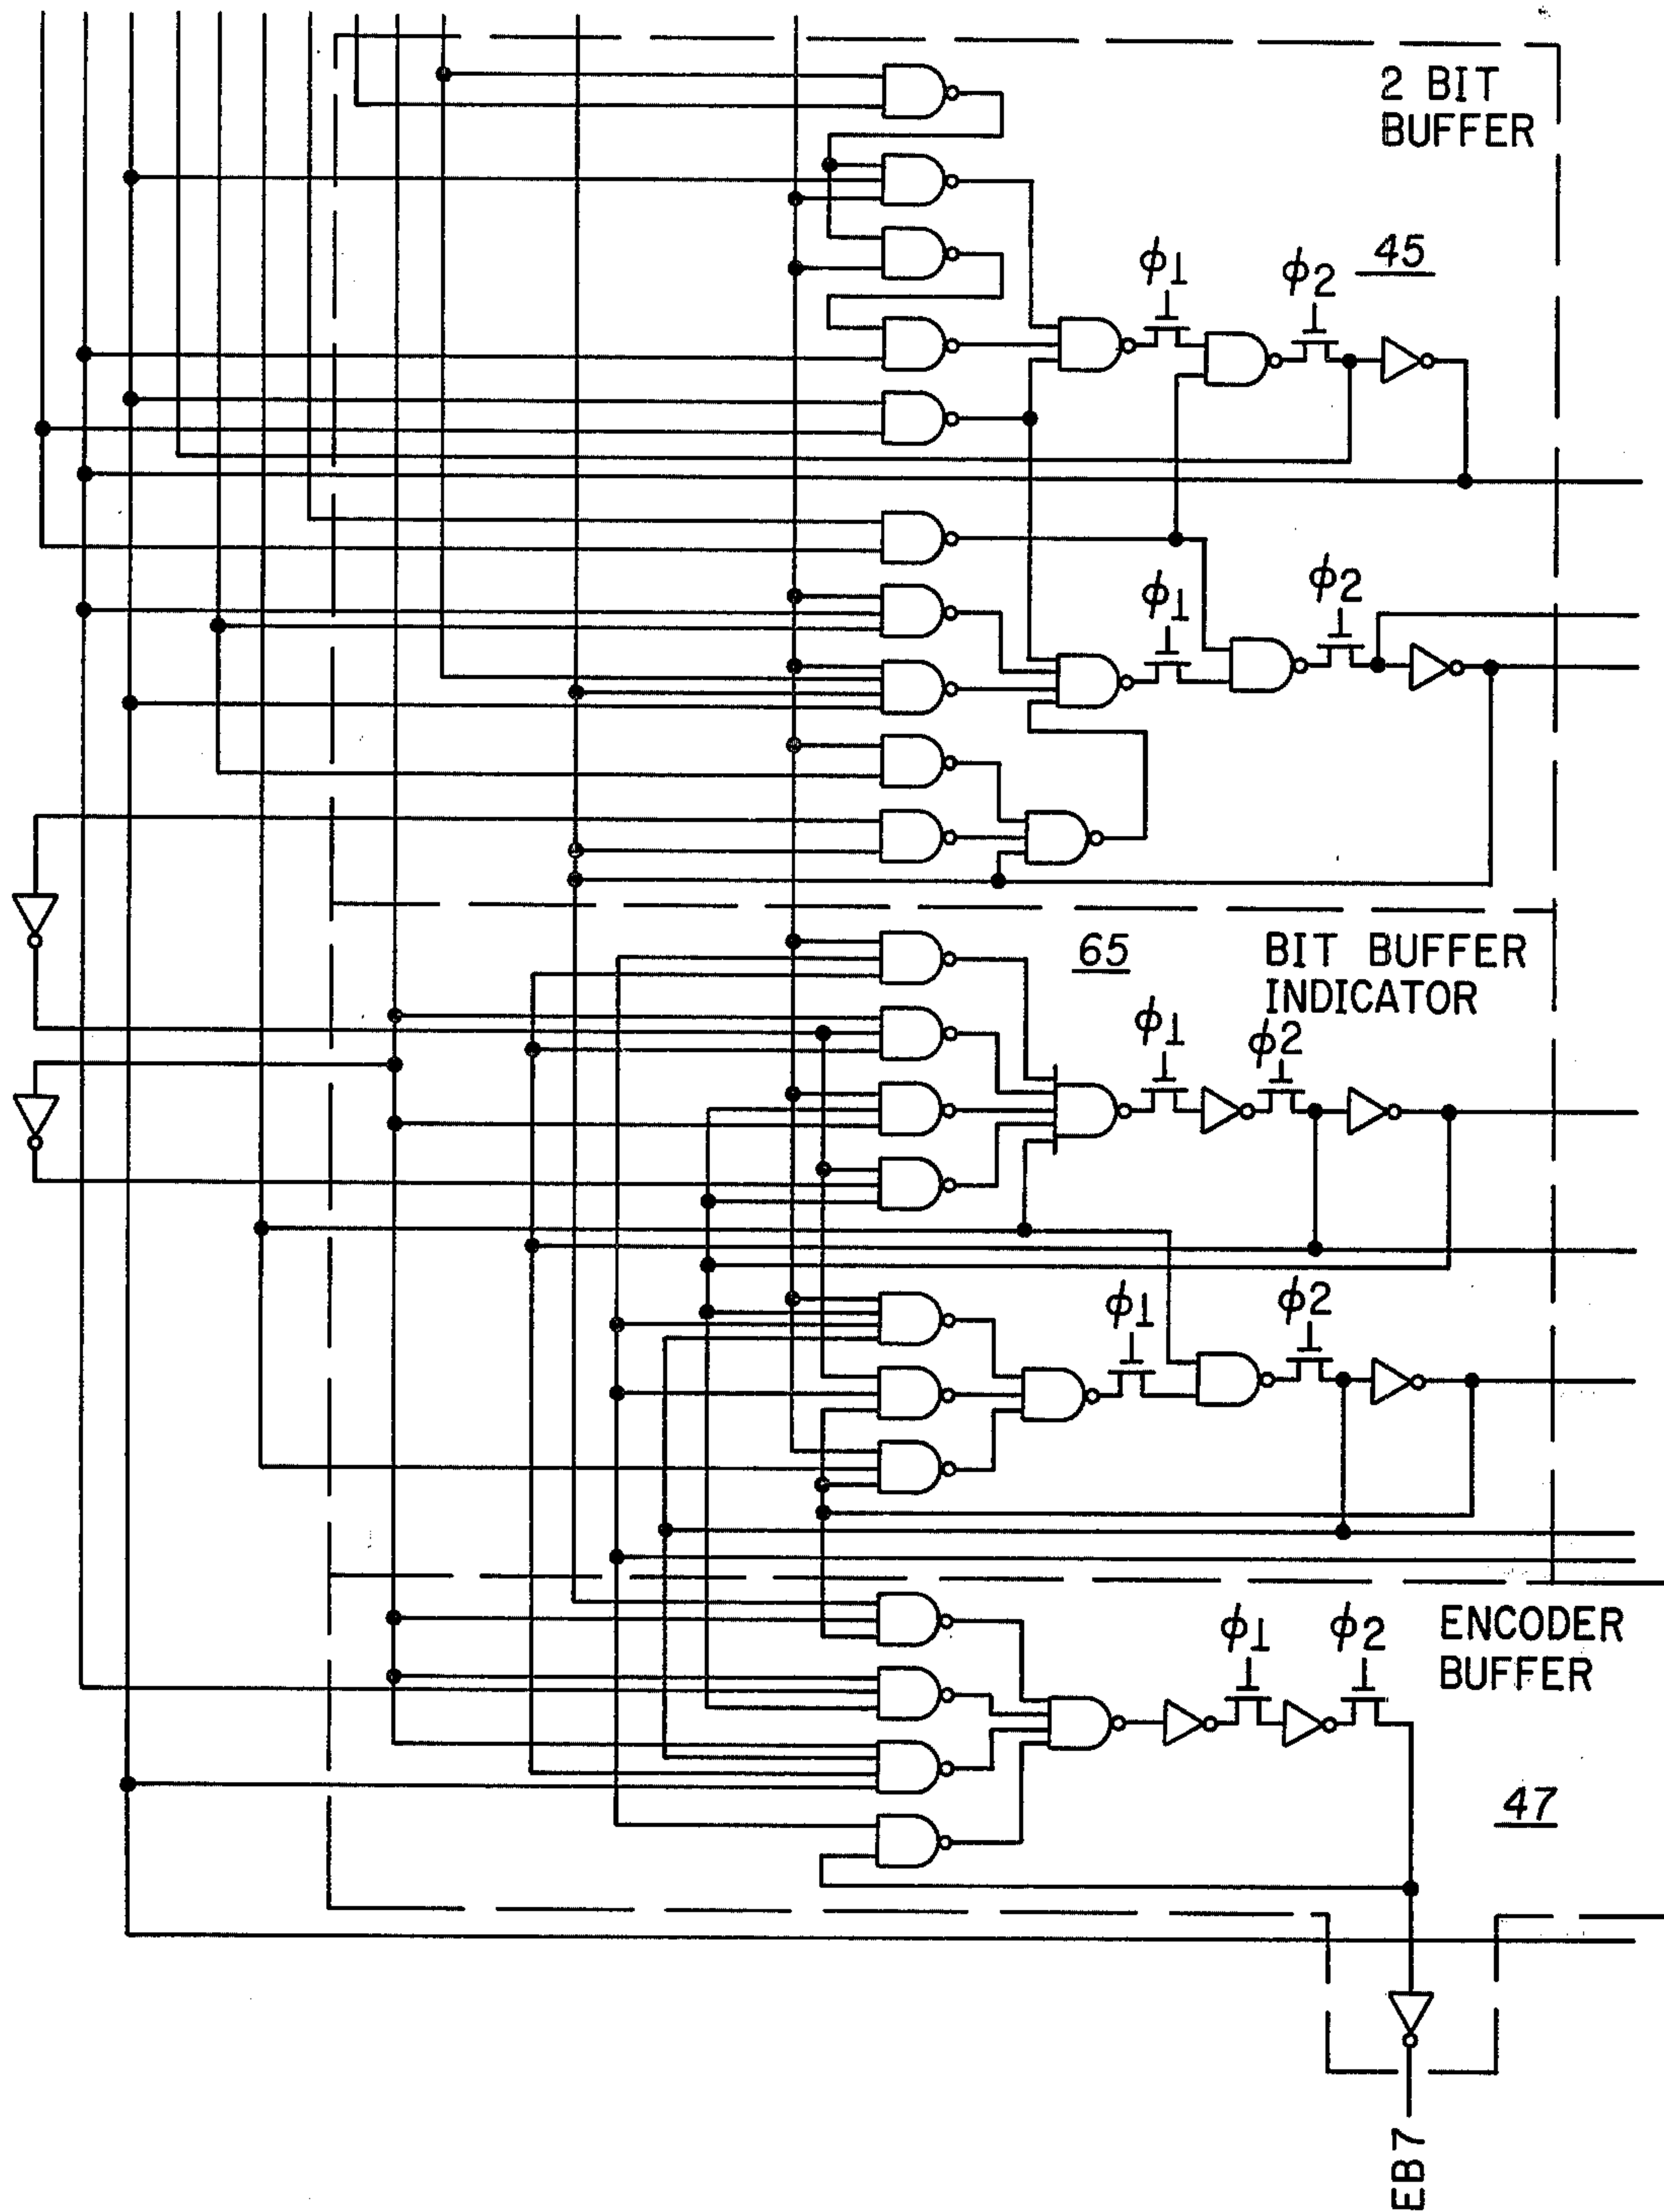 2 BIT
BUFFER
45
ϕ1
ϕ2
ϕ1
ϕ2
65
BIT BUFFER
INDICATOR
ϕ1
ϕ2
ϕ1
ϕ2
ENCODER
BUFFER
ϕ1
ϕ2
47
EB7